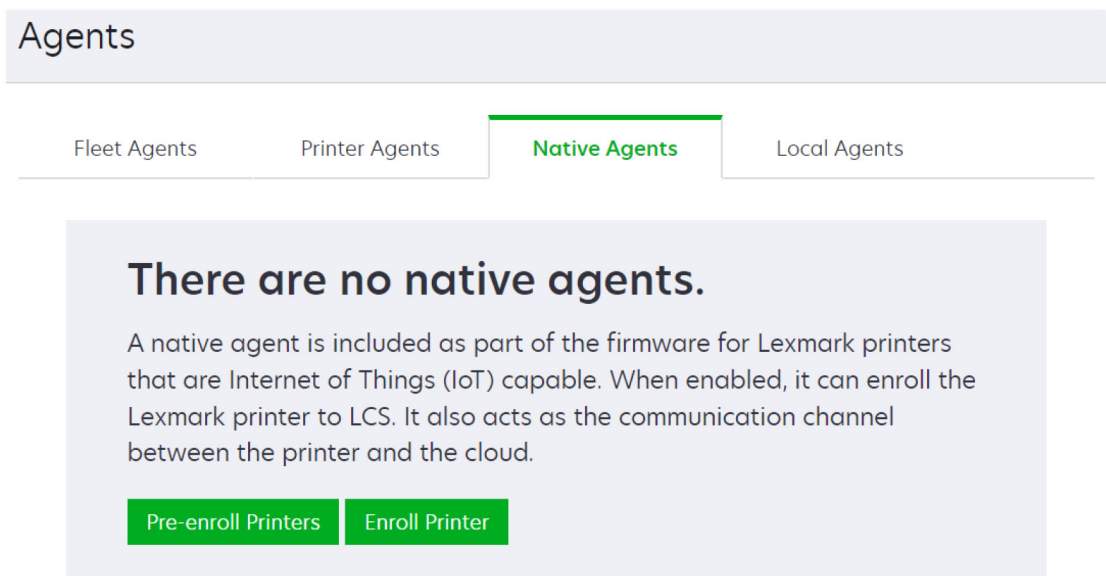 Agents
Fleet Agents
Printer Agents
Native Agents
Local Agents
There are no native agents.
A native agent is included as part of the firmware for Lexmark printers
that are Internet of Things (IoT) capable. When enabled, it can enroll the
Lexmark printer to LCS. It also acts as the communication channel
between the printer and the cloud.
Pre-enroll Printers
Enroll Printer